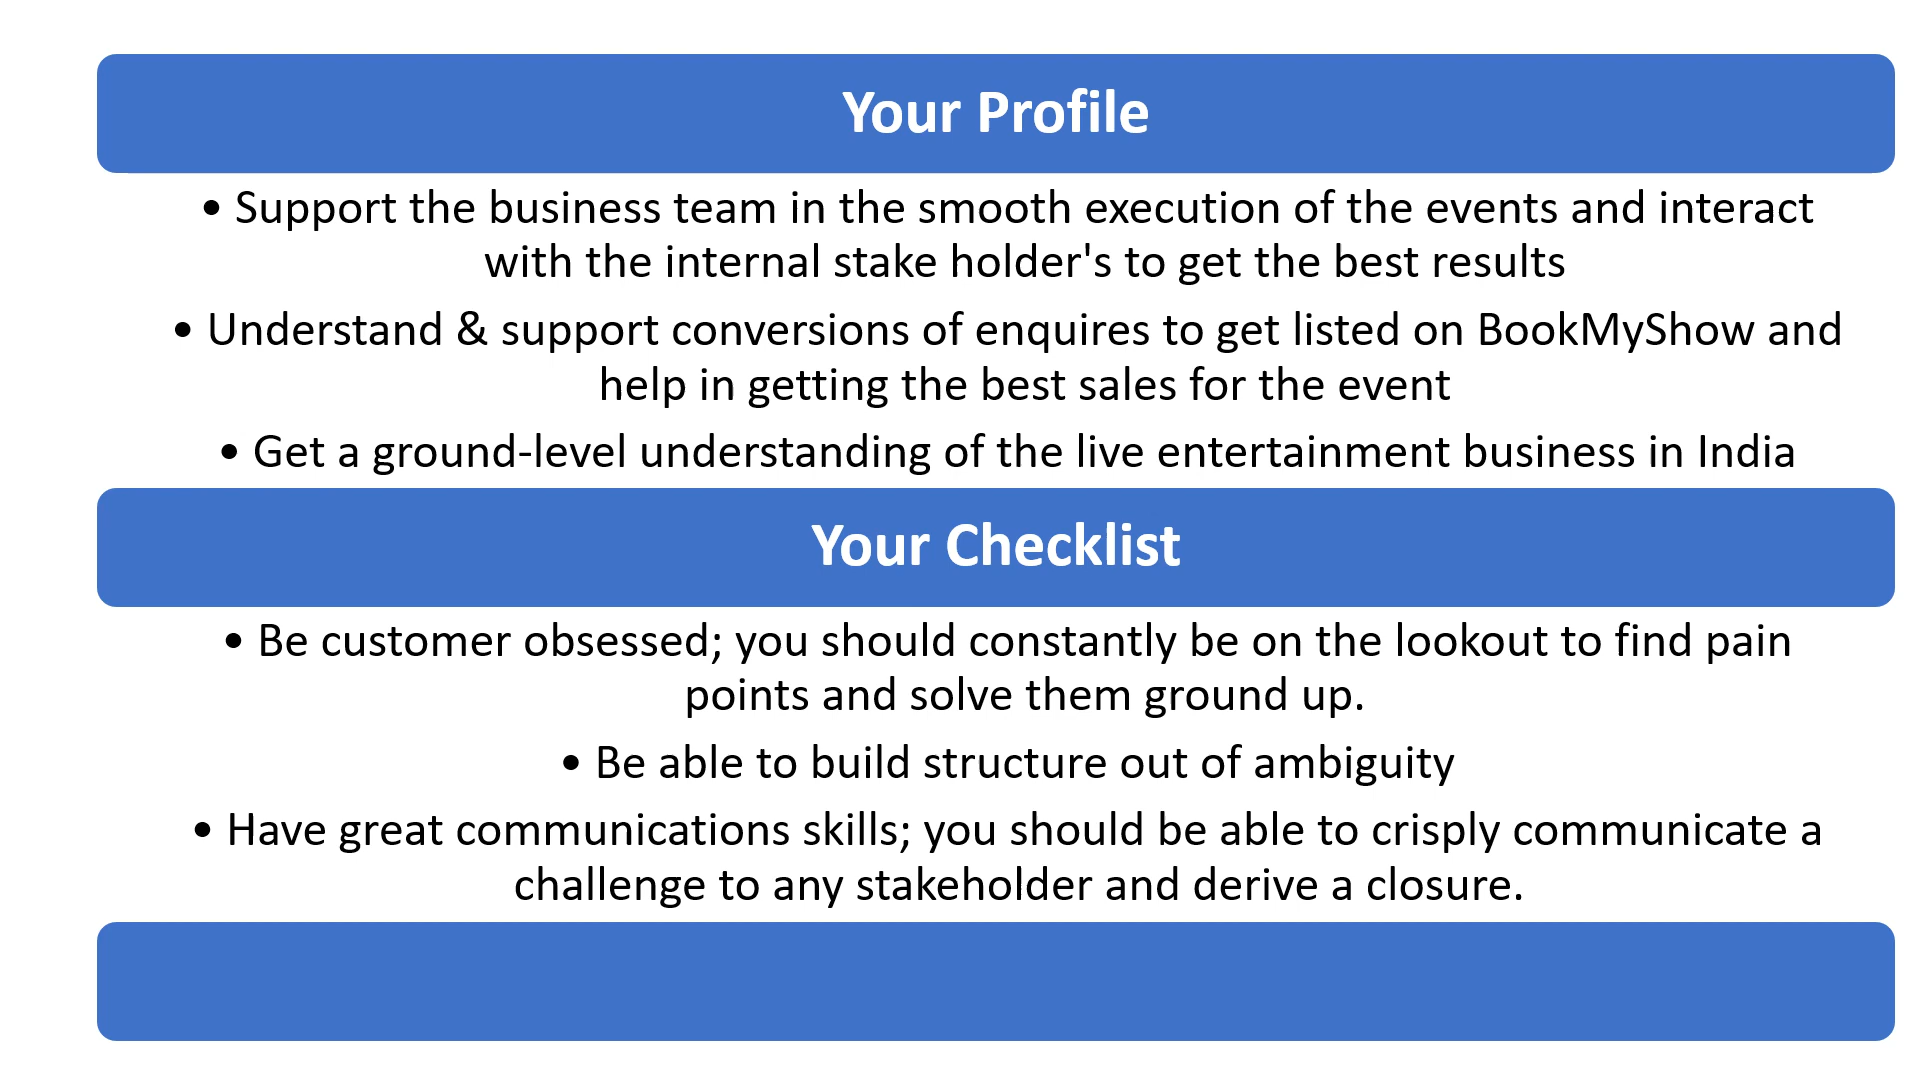 Your Profile
• Support the business team in the smooth execution of the events and interact
with the internal stake holder's to get the best results
• Understand & support conversions of enquires to get listed on BookMyShow and
help in getting the best sales for the event
• Get a ground-level understanding of the live entertainment business in India
Your Checklist
• Be customer obsessed; you should constantly be on the lookout to find pain
points and solve them ground up.
• Be able to build structure out of ambiguity
• Have great communications skills; you should be able to crisply communicate a
challenge to any stakeholder and derive a closure.